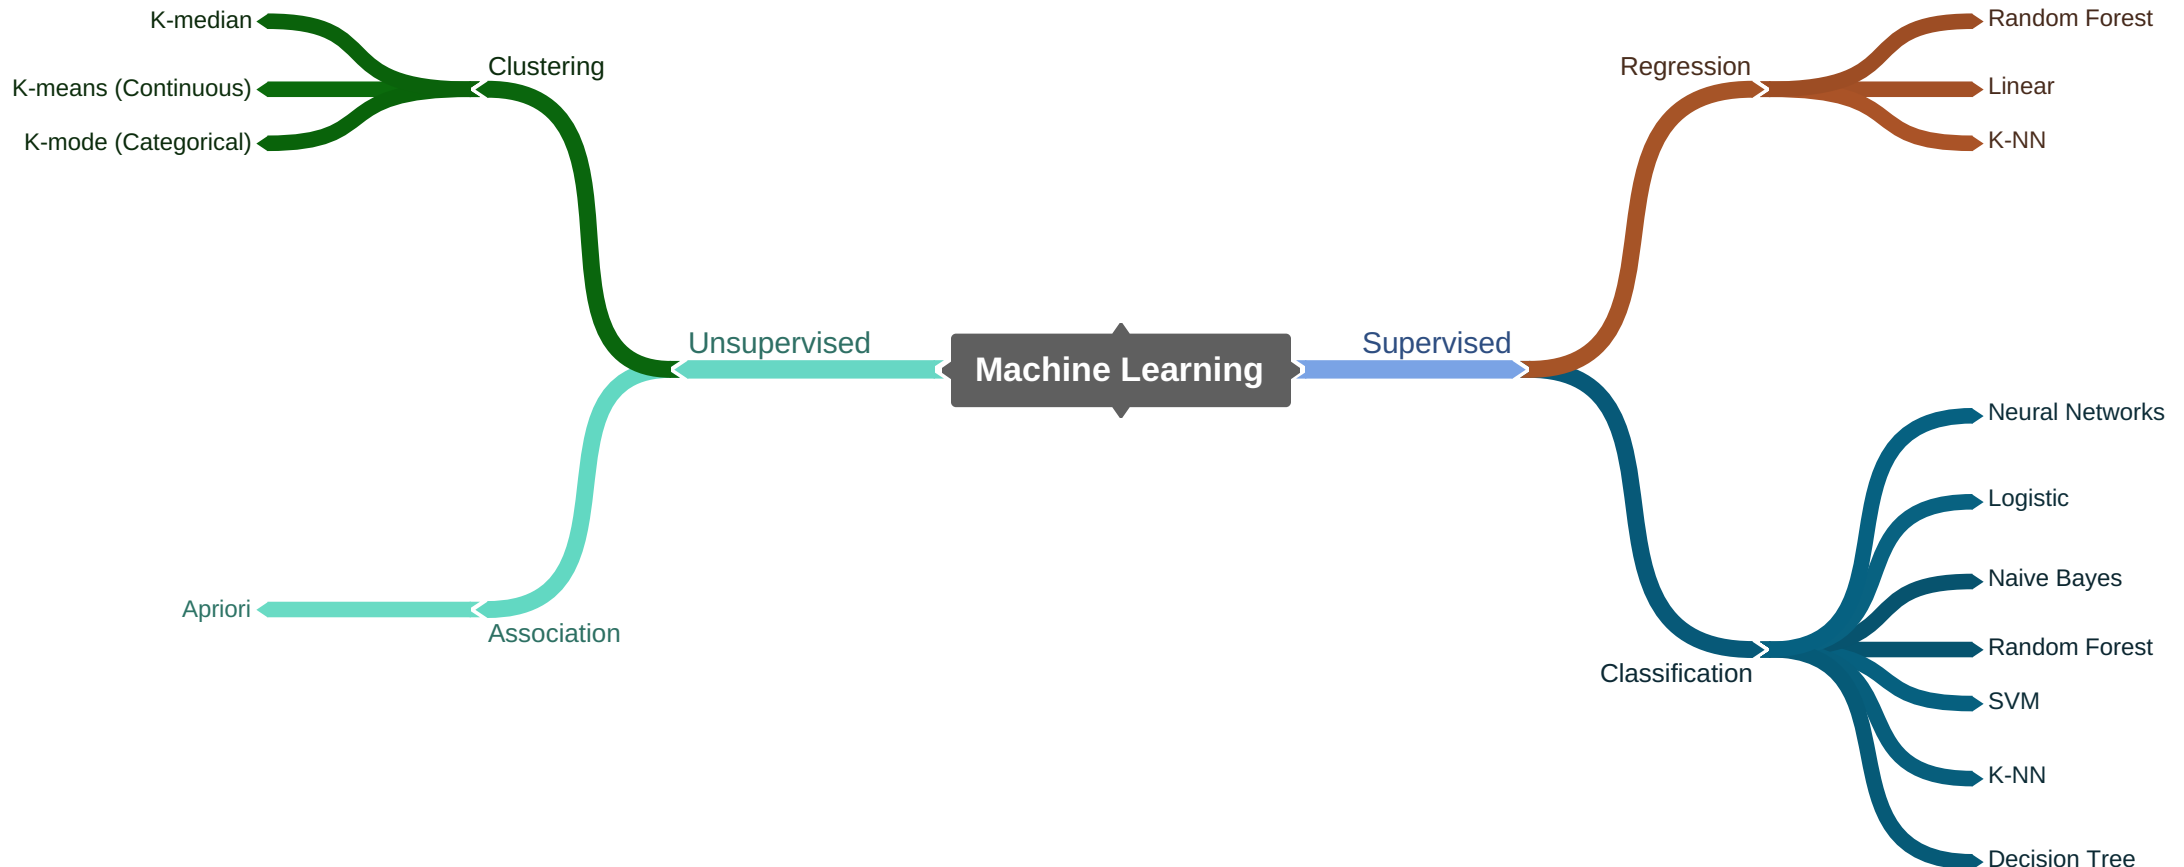 K-median
K-means (Continuous)
K-mode (Categorical)
Clustering
Unsupervised
Apriori
Association
Machine Learning
Supervised
Regression
Random Forest
Linear
K-NN
Classification
Neural Networks
Logistic
Naive Bayes
Random Forest
SVM
K-NN
Decision Tree